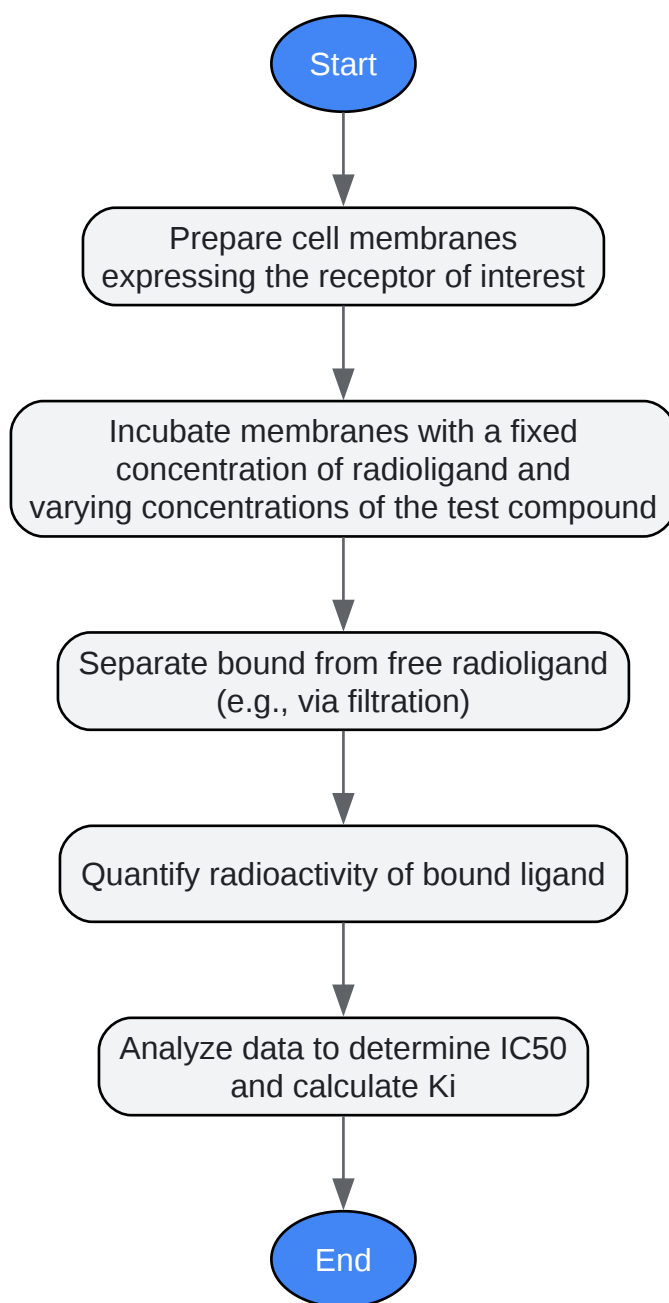 Start
Prepare cell membranes
expressing the receptor of interest
Incubate membranes with a fixed
concentration of radioligand and
varying concentrations of the test compound
Separate bound from free radioligand
(e.g., via filtration)
Quantify radioactivity of bound ligand
Analyze data to determine IC50
and calculate Ki
End